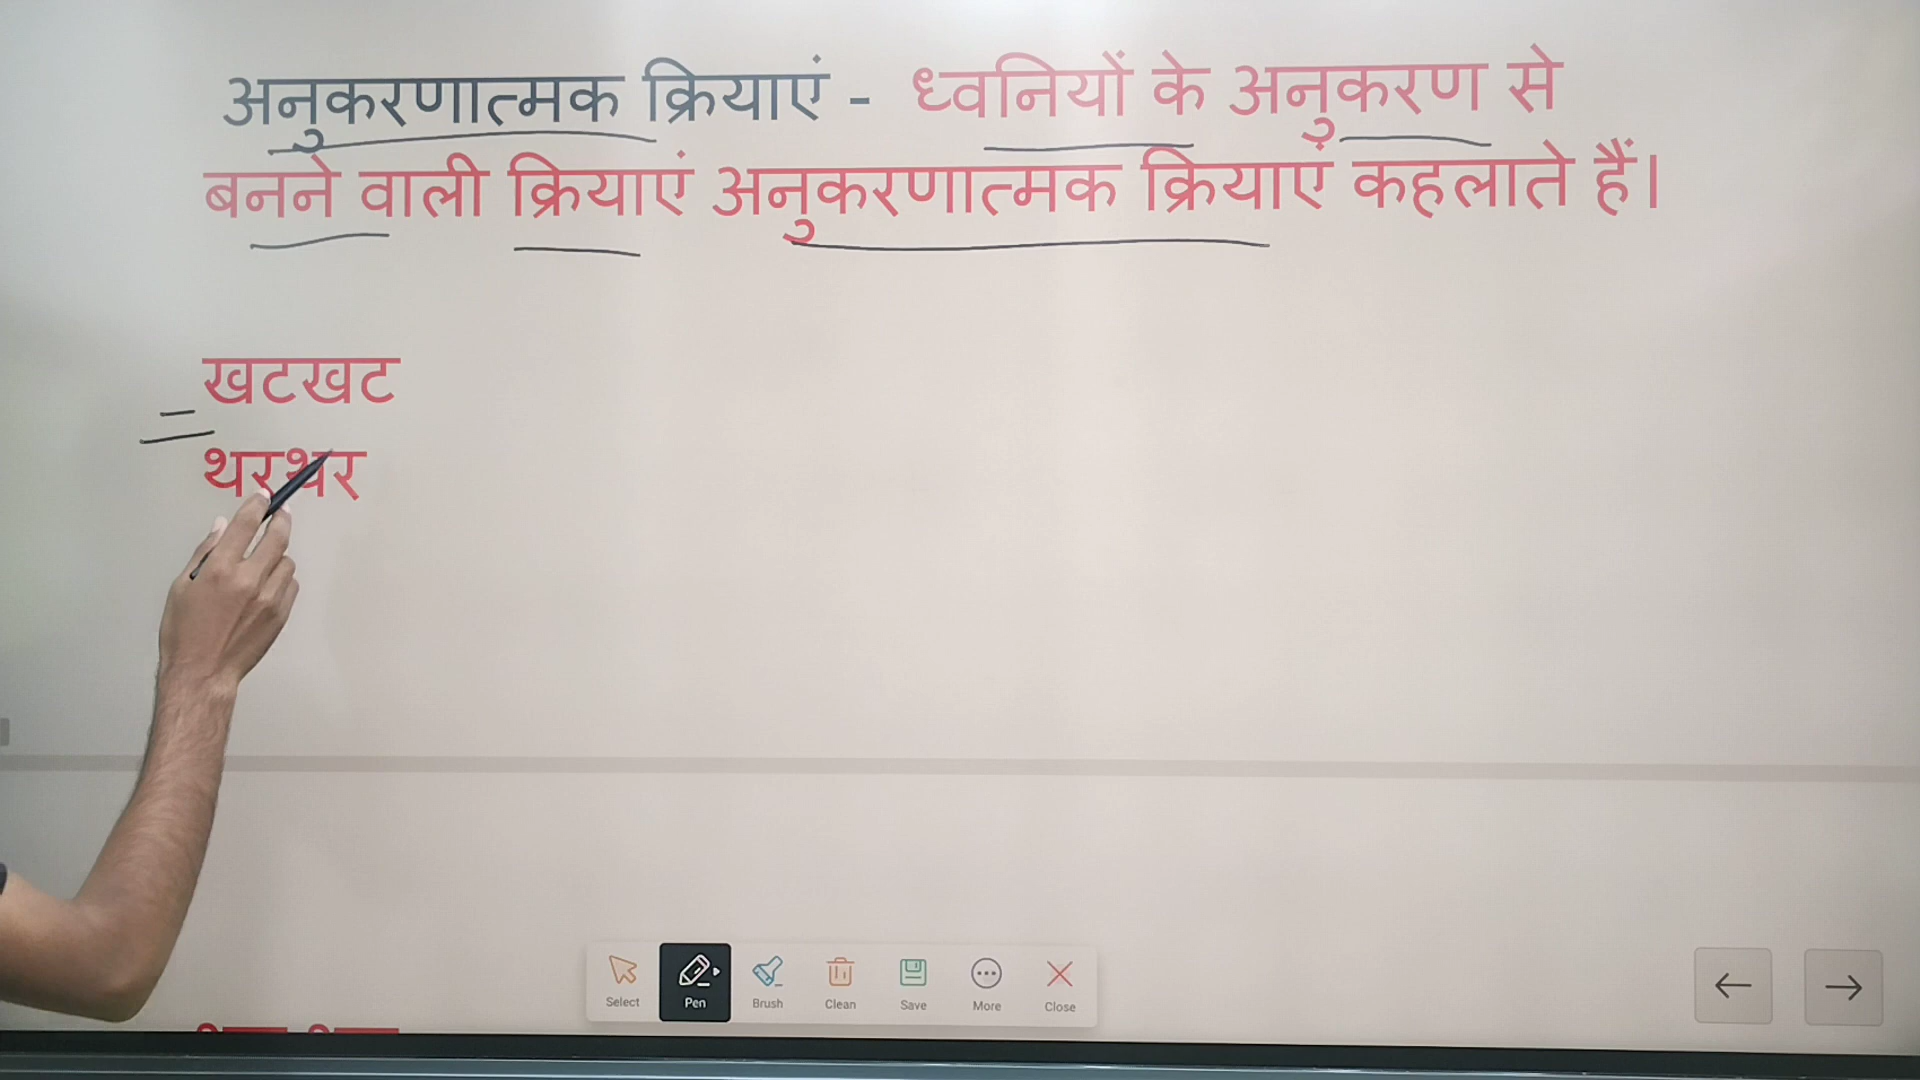 अनुकरणात्मक क्रियाएं - ध्वनियों के अनुकरण से
बनने वाली क्रियाएं अनुकरणात्मक क्रियाएं कहलाते हैं।
खटखट
थरथर
Select Pen Brush Clean Save More Close